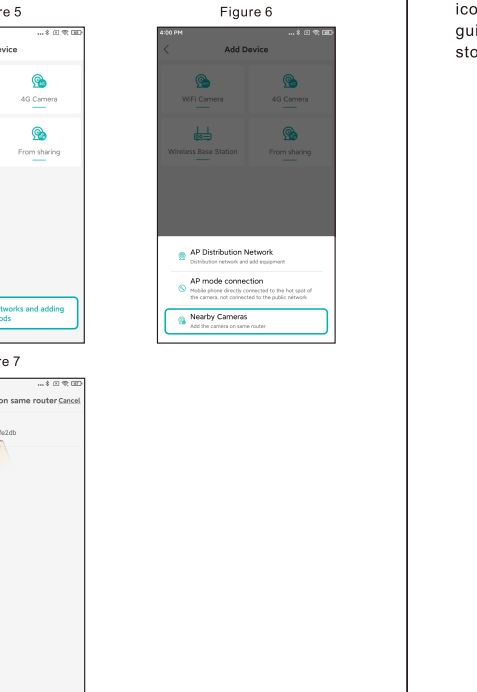 re 5
vice
4G Camera
From sharing
tworks and adding
ods
Figure 6
4:00 PM
Add Device
WiFi Camera
4G Camera
Wireless Base Station
From sharing
AP Distribution Network
Distribution network and add equipment
AP mode connection
Mobile phone directly connected to the hot spot of
the camera, not connected to the public network
Nearby Cameras
Add the camera on same router
re 7
on same router Cancel
fe2db
ico
gui
sto